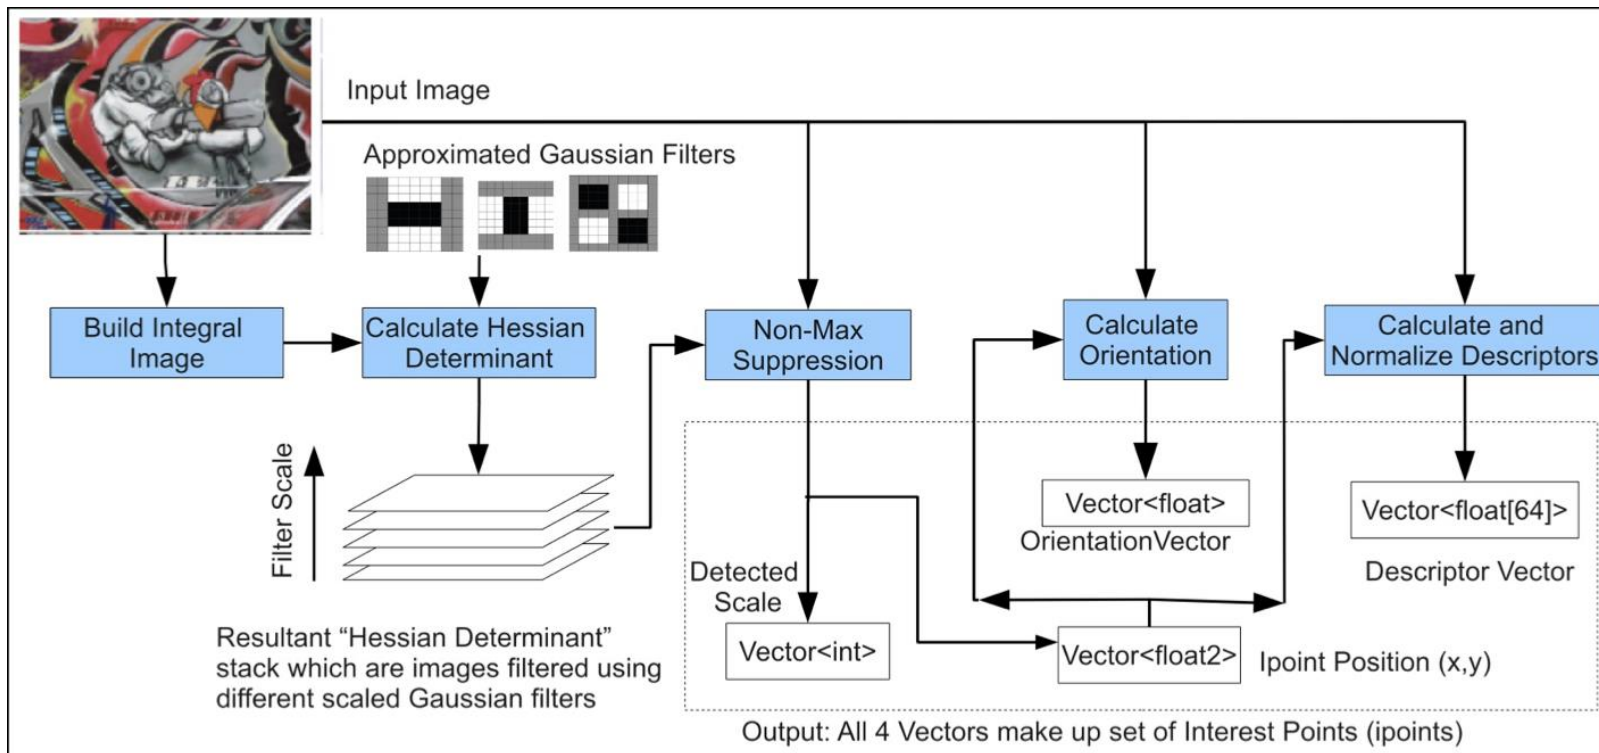 Input Image
Approximated Gaussian Filters
Build Integral
Image
Calculate Hessian
Determinant
Non-Max
Suppression
Calculate
Orientation
Calculate and
Normalize Descriptors
Filter Scale
Vector<float>
OrientationVector
Vector<float[64]>
Descriptor Vector
Detected
Scale
Vector<int>
Vector<float2>
Ipoint Position (x,y)
Resultant “Hessian Determinant”
stack which are images filtered using
different scaled Gaussian filters
Output: All 4 Vectors make up set of Interest Points (ipoints)